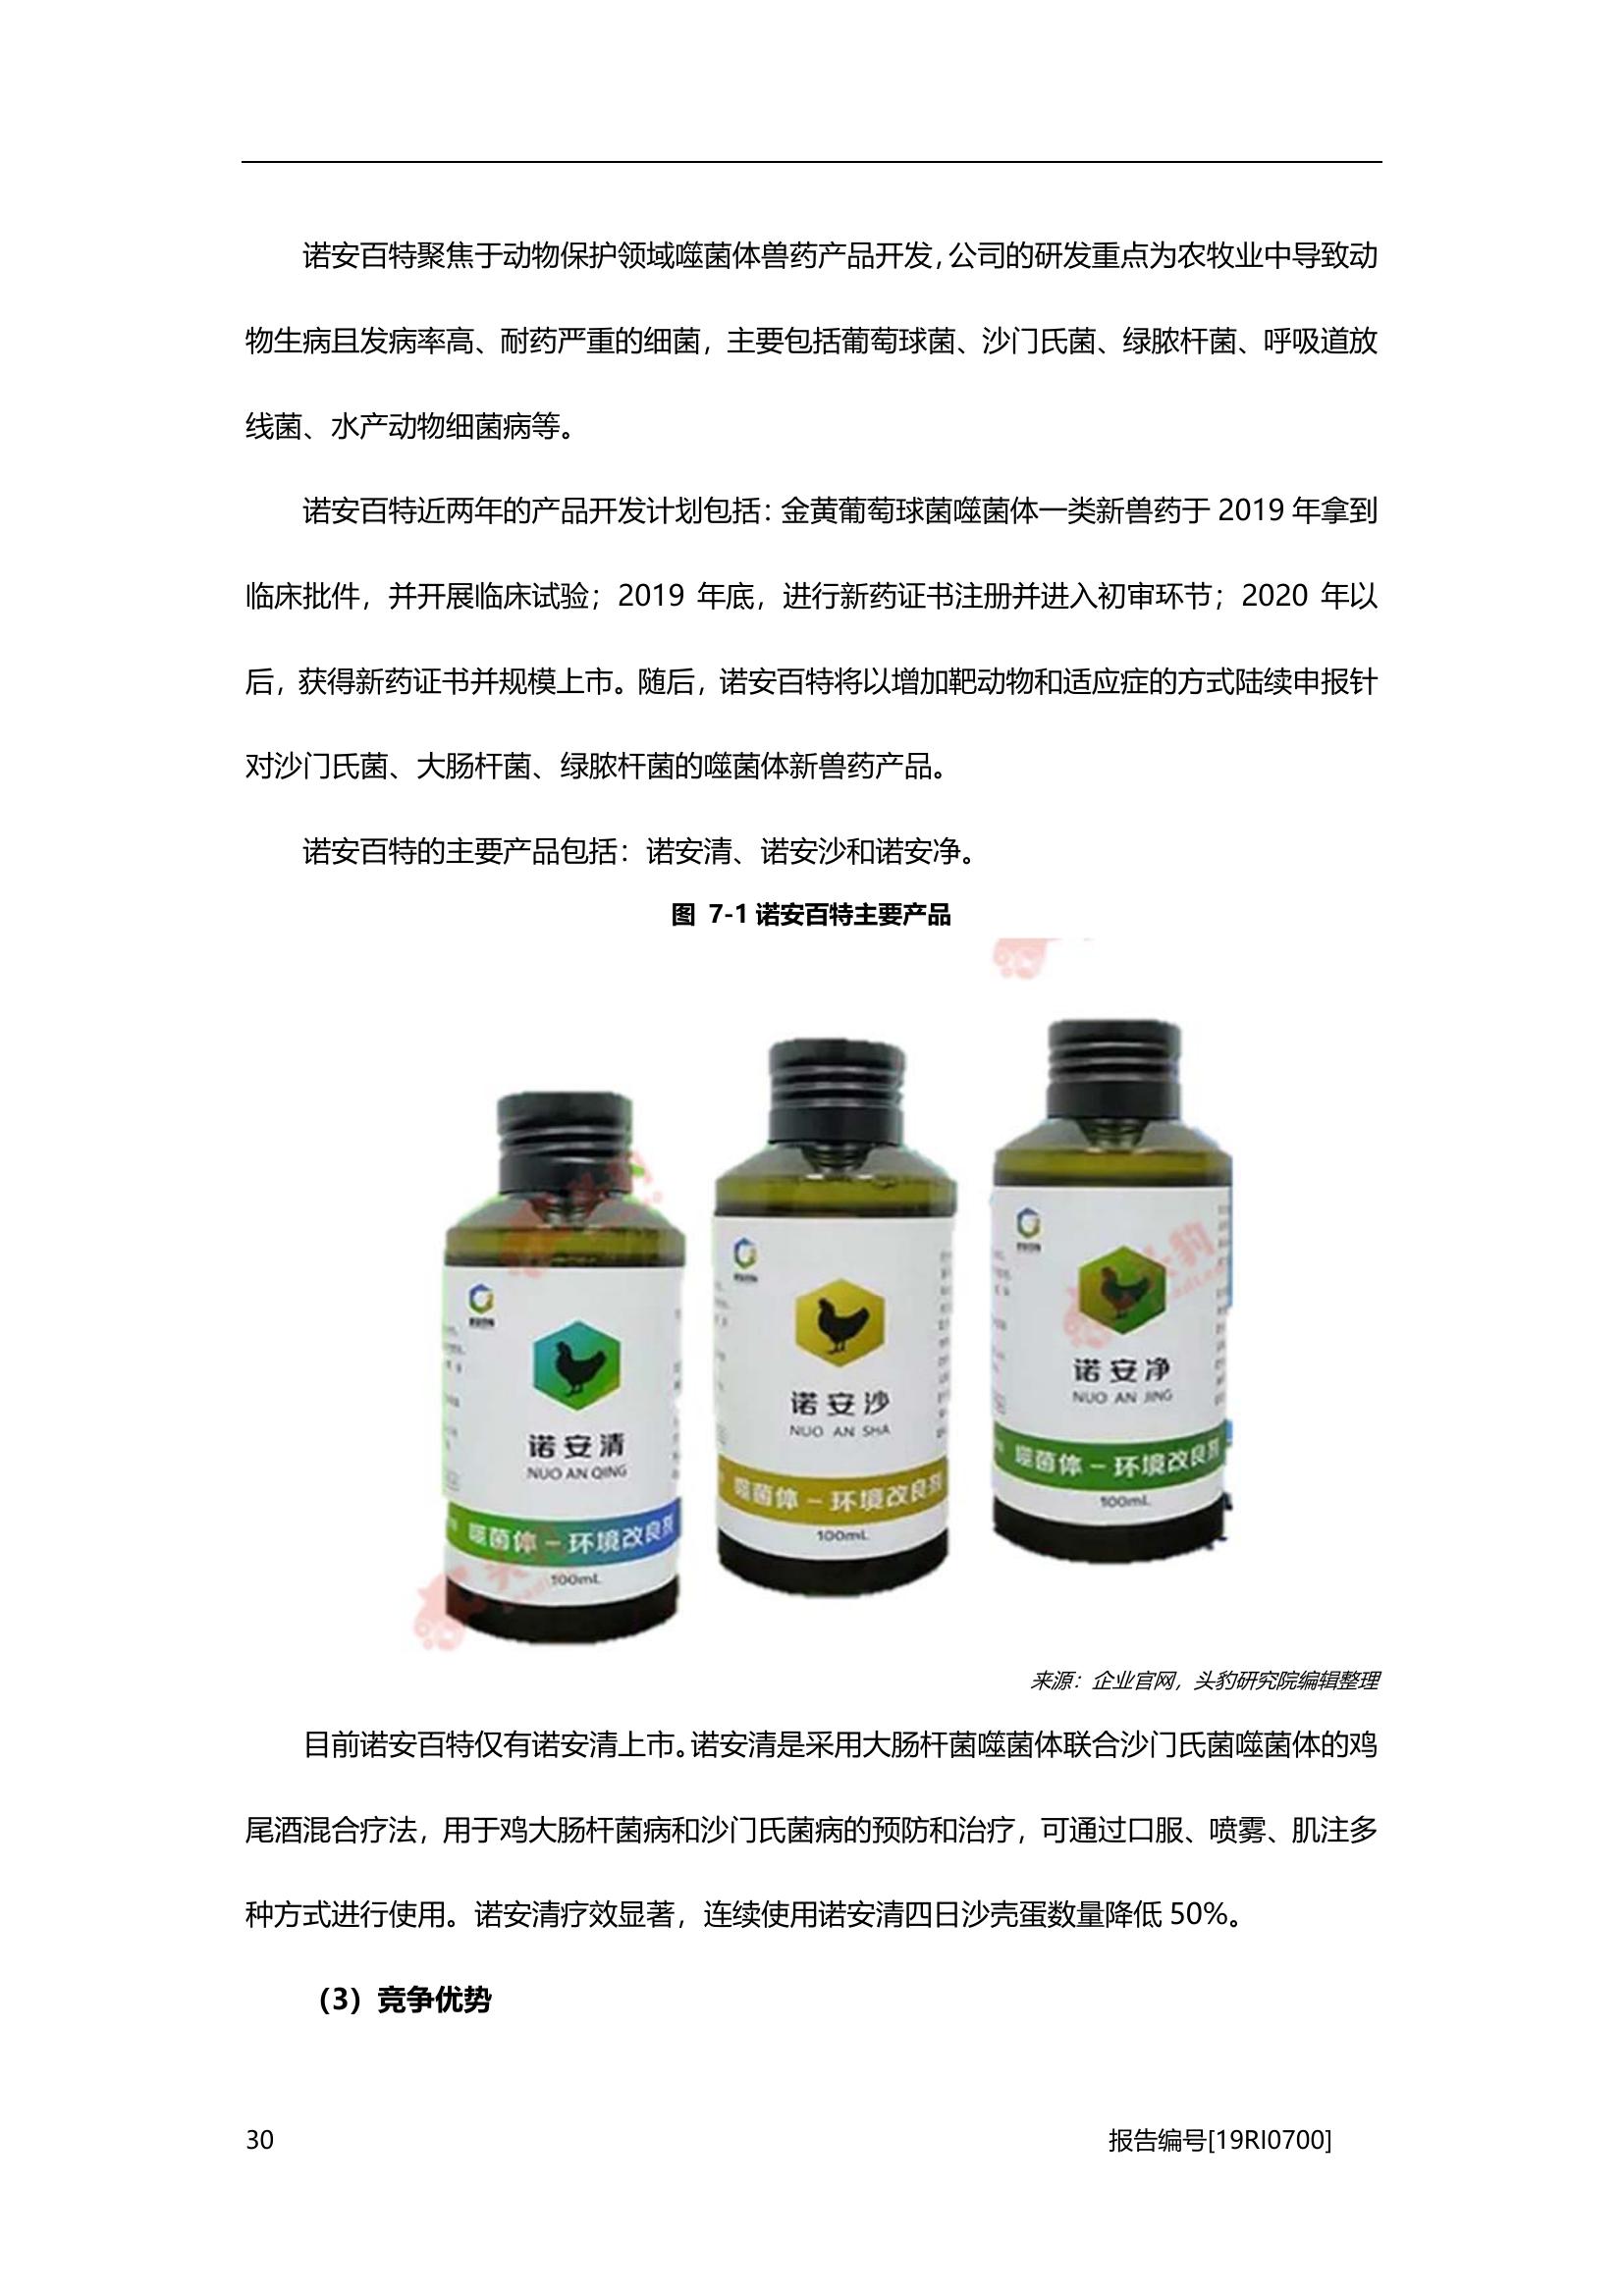 诺安百特聚焦于动物保护领域噬菌体兽药产品开发，公司的研发重点为农牧业中导致动
物生病且发病率高、耐药严重的细菌，主要包括葡萄球菌、沙门氏菌、绿脓杆菌、呼吸道放
线菌、水产动物细菌病等。
诺安百特近两年的产品开发计划包括：金黄葡萄球菌噬菌体一类新兽药于 2019 年拿到
临床批件，并开展临床试验；2019 年底，进行新药证书注册并进入初审环节；2020 年以
后，获得新药证书并规模上市。随后，诺安百特将以增加靶动物和适应症的方式陆续申报针
对沙门氏菌、大肠杆菌、绿脓杆菌的噬菌体新兽药产品。
诺安百特的主要产品包括：诺安清、诺安沙和诺安净。
图 7-1 诺安百特主要产品
诺安清
NUO AN QING
噬菌体－环境改良剂
100mL
诺安沙
NUO AN SHA
噬菌体－环境改良剂
100mL
诺安净
NUO AN JING
噬菌体－环境改良剂
100mL
来源：企业官网，头豹研究院编辑整理
目前诺安百特仅有诺安清上市。诺安清是采用大肠杆菌噬菌体联合沙门氏菌噬菌体的鸡
尾酒混合疗法，用于鸡大肠杆菌病和沙门氏菌病的预防和治疗，可通过口服、喷雾、肌注多
种方式进行使用。诺安清疗效显著，连续使用诺安清四日沙壳蛋数量降低 50%。
（3）竞争优势
30
报告编号[19RI0700]